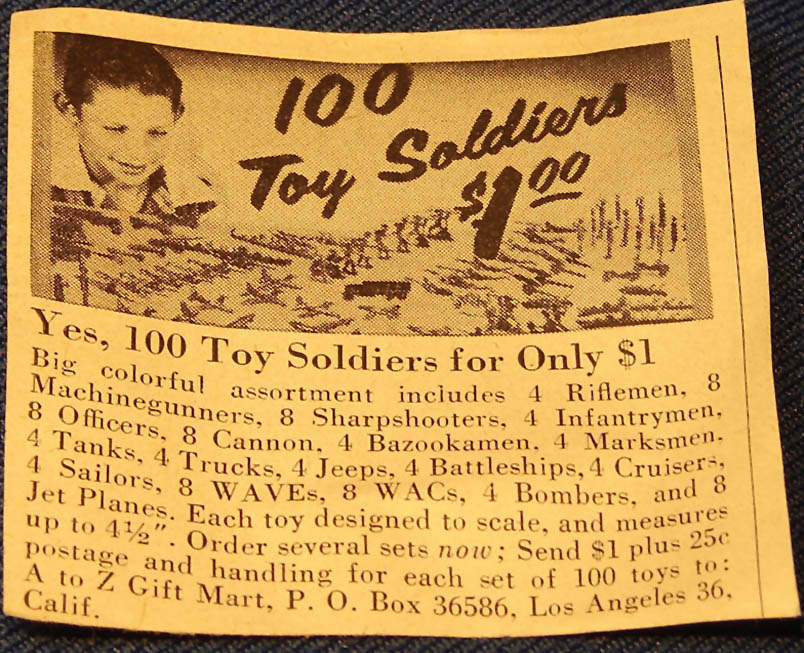 100
Toy Soldiers
$1.00
Yes, 100 Toy Soldiers for Only $1
Big colorful assortment includes 4 Riflemen, 8
Machinegunners, 8 Sharpshooters, 4 Infantrymen,
8 Officers, 8 Cannon, 4 Bazookamen, 4 Marksmen,
4 Tanks, 4 Trucks, 4 Jeeps, 4 Battleships, 4 Cruisers,
4 Sailors, 8 WAVEs, 8 WACs, 4 Bombers, and 8
Jet Planes. Each toy designed to scale, and measures
up to 4½". Order several sets now; Send $1 plus 25c
postage and handling for each set of 100 toys to:
A to Z Gift Mart, P. O. Box 36586, Los Angeles 36,
Calif.